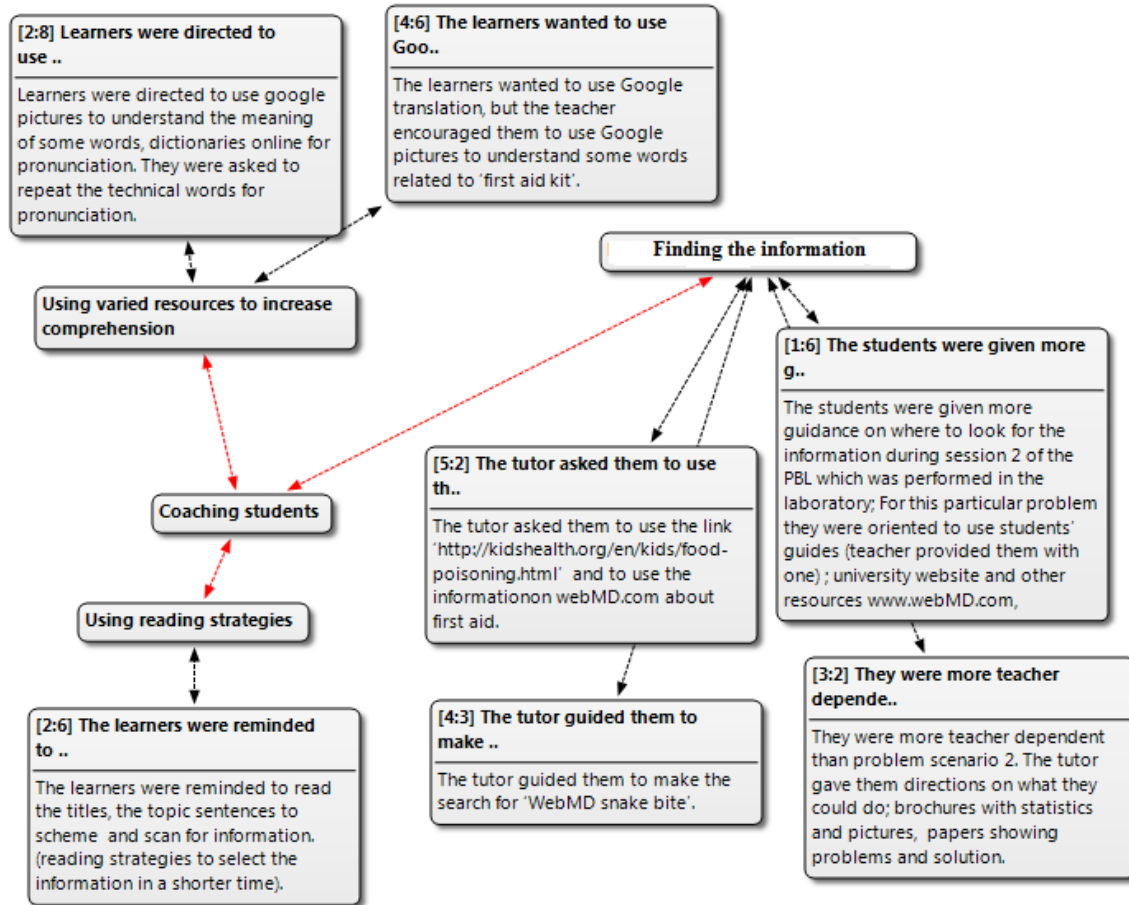 [2:8] Learners were directed to
use ..
Learners were directed to use google
pictures to understand the meaning
of some words, dictionaries online for
pronunciation. They were asked to
repeat the technical words for
pronunciation.
[4:6] The learners wanted to use
Goo..
The learners wanted to use Google
translation, but the teacher
encouraged them to use Google
pictures to understand some words
related to ‘first aid kit’.
Finding the information
Using varied resources to increase
comprehension
[1:6] The students were given more
g..
The students were given more
guidance on where to look for the
information during session 2 of the
PBL which was performed in the
laboratory; For this particular problem
they were oriented to use students’
guides (teacher provided them with
one) ; university website and other
resources www.webMD.com,
[5:2] The tutor asked them to use
th..
The tutor asked them to use the link
‘http://kidshealth.org/en/kids/food-
poisoning.html’ and to use the
informationon webMD.com about
first aid.
Coaching students
Using reading strategies
[3:2] They were more teacher
depende..
They were more teacher dependent
than problem scenario 2. The tutor
gave them directions on what they
could do; brochures with statistics
and pictures, papers showing
problems and solution.
[4:3] The tutor guided them to
make ..
The tutor guided them to make the
search for ‘WebMD snake bite’.
[2:6] The learners were reminded
to ..
The learners were reminded to read
the titles, the topic sentences to
scheme and scan for information.
(reading strategies to select the
information in a shorter time).